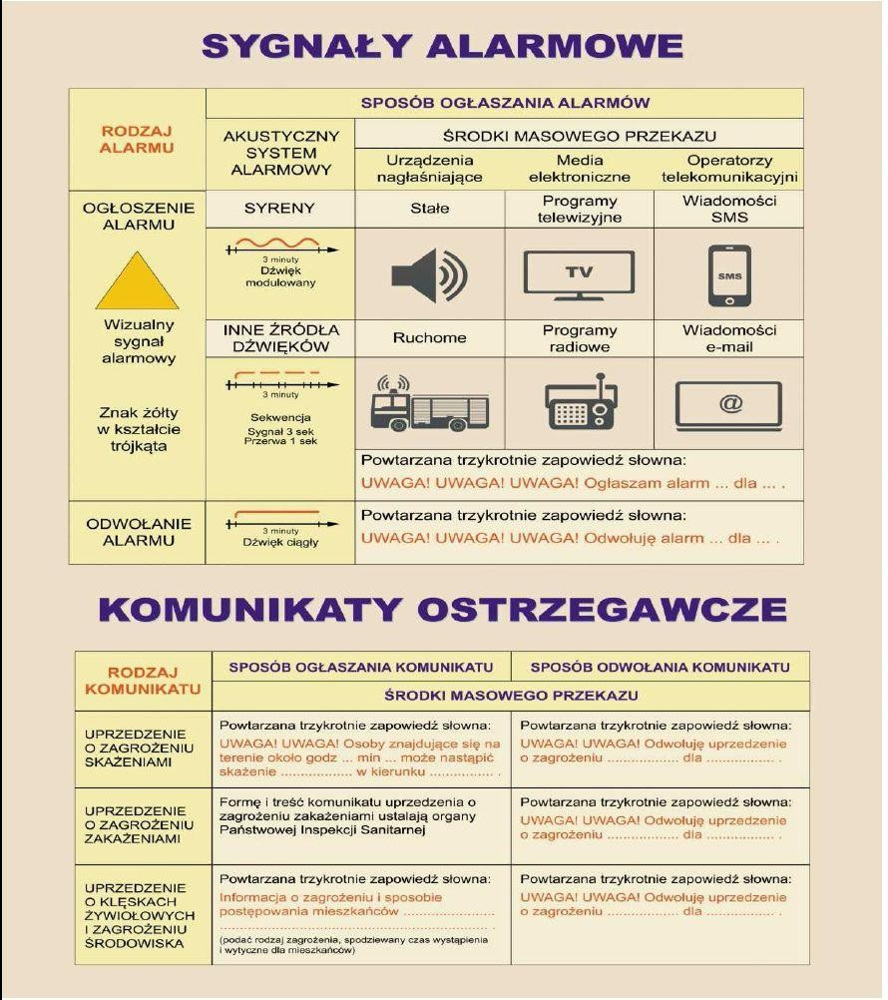 SYGNAŁY ALARMOWE
RODZAJ
ALARMU
SPOSÓB OGŁASZANIA ALARMÓW
AKUSTYCZNY
SYSTEM
ALARMOWY
ŚRODKI MASOWEGO PRZEKAZU
Urządzenia
nagłaśniające
Media
elektroniczne
Operatorzy
telekomunikacyjni
OGŁOSZENIE
ALARMU
SYRENY
Stałe
Programy
telewizyjne
Wiadomości
SMS
3 minuty
Dźwięk
modulowany
TV
SMS
Wizualny
sygnał
alarmowy
INNE ŹRÓDŁA
DŹWIĘKÓW
Ruchome
Programy
radiowe
Wiadomości
e-mail
Znak żółty
w kształcie
trójkąta
3 minuty
Sekwencja
Sygnał 3 sek
Przerwa 1 sek
@
Powtarzana trzykrotnie zapowiedź słowna:
UWAGA! UWAGA! UWAGA! Ogłaszam alarm ... dla ... .
ODWOŁANIE
ALARMU
3 minuty
Dźwięk ciągły
Powtarzana trzykrotnie zapowiedź słowna:
UWAGA! UWAGA! UWAGA! Odwołuję alarm ... dla ... .
KOMUNIKATY OSTRZEGAWCZE
RODZAJ
KOMUNIKATU
SPOSÓB OGŁASZANIA KOMUNIKATU
SPOSÓB ODWOŁANIA KOMUNIKATU
ŚRODKI MASOWEGO PRZEKAZU
UPRZEDZENIE
O ZAGROŻENIU
SKAŻENIAMI
Powtarzana trzykrotnie zapowiedź słowna:
UWAGA! UWAGA! Osoby znajdujące się na
terenie około godz ... min ... może nastąpić
skażenie .................. w kierunku ................. .
Powtarzana trzykrotnie zapowiedź słowna:
UWAGA! UWAGA! Odwołuję uprzedzenie
o zagrożeniu .................. dla ................. .
UPRZEDZENIE
O ZAGROŻENIU
ZAKAŻENIAMI
Formę i treść komunikatu uprzedzenia o
zagrożeniu zakażeniami ustalają organy
Państwowej Inspekcji Sanitarnej
Powtarzana trzykrotnie zapowiedź słowna:
UWAGA! UWAGA! Odwołuję uprzedzenie
o zagrożeniu .................. dla ................. .
UPRZEDZENIE
O KLĘSKACH
ŻYWIOŁOWYCH
I ZAGROŻENIU
ŚRODOWISKA
Powtarzana trzykrotnie zapowiedź słowna:
Informacja o zagrożeniu i sposobie
postępowania mieszkańców .......................
.............................................................. .
(podać rodzaj zagrożenia, spodziewany czas wystąpienia
i wytyczne dla mieszkańców)
Powtarzana trzykrotnie zapowiedź słowna:
UWAGA! UWAGA! Odwołuję uprzedzenie
o zagrożeniu .................. dla ................. .